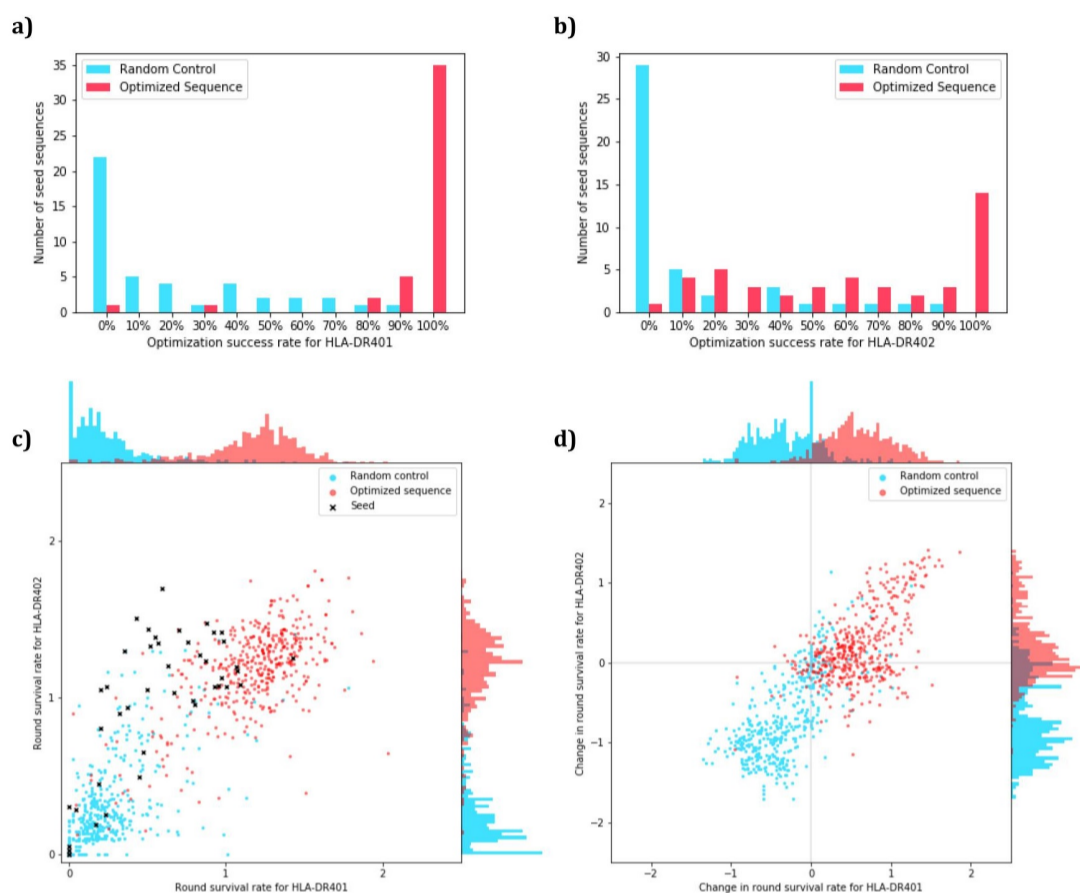 a)
35
30
25
20
15
10
5
0
Number of seed sequences
Random Control
Optimized Sequence
0% 10% 20% 30% 40% 50% 60% 70% 80% 90% 100%
Optimization success rate for HLA-DR401
b)
30
25
20
15
10
5
0
Number of seed sequences
Random Control
Optimized Sequence
0% 10% 20% 30% 40% 50% 60% 70% 80% 90% 100%
Optimization success rate for HLA-DR402
c)
Random control
Optimized sequence
Seed
2
1
0
Round survival rate for HLA-DR402
0 1 2
Round survival rate for HLA-DR401
d)
Random control
Optimized sequence
2
1
0
−1
−2
Change in round survival rate for HLA-DR402
−2 −1 0 1 2
Change in round survival rate for HLA-DR401